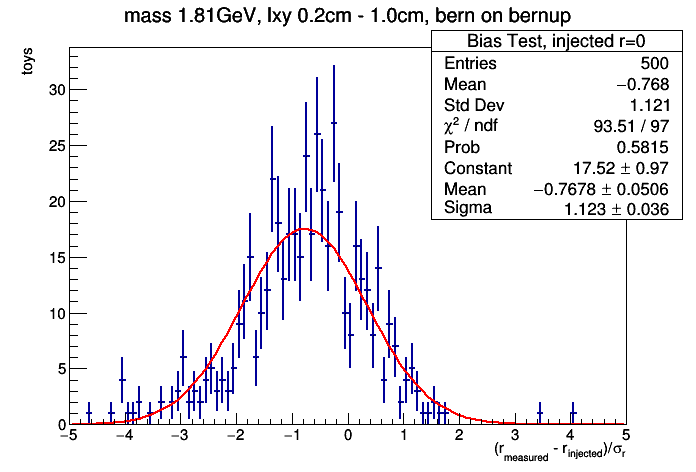 mass 1.81GeV, lxy 0.2cm - 1.0cm, bern on bernup
toys
Bias Test, injected r=0
Entries 500
Mean −0.768
Std Dev 1.121
χ² / ndf 93.51 / 97
Prob 0.5815
Constant 17.52 ± 0.97
Mean −0.7678 ± 0.0506
Sigma 1.123 ± 0.036
30
25
20
15
10
5
0
−5 −4 −3 −2 −1 0 1 2 3 4 5
(r_measured - r_injected)/σ_r